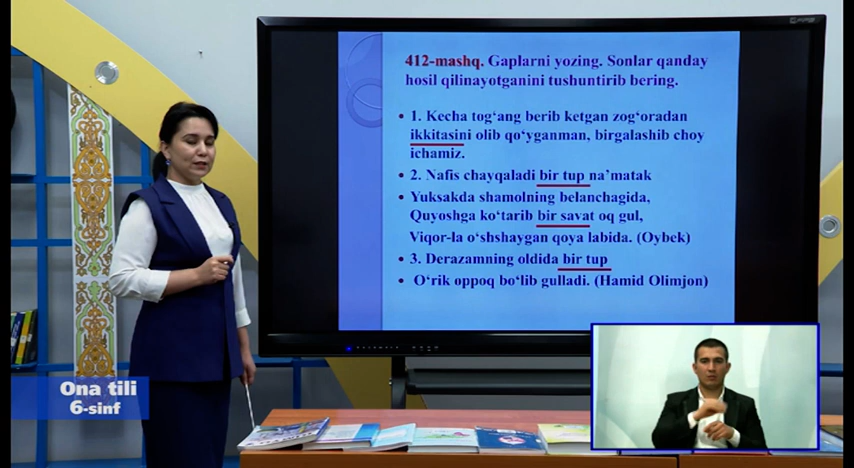 412-mashq. Gaplarni yozing. Sonlar qanday
hosil qilinayotganini tushuntirib bering.
• 1. Kecha tog‘ang berib ketgan zog‘oradan
ikkitasini olib qo‘yganman, birgalashib choy
ichamiz.
• 2. Nafis chayqaladi bir tup na’matak
• Yuksakda shamolning belanchagida,
Quyoshga ko‘tarib bir savat oq gul,
Viqor-la o‘shshaygan qoya labida. (Oybek)
• 3. Derazamning oldida bir tup
• O‘rik oppoq bo‘lib gulladi. (Hamid Olimjon)
Ona tili
6-sinf